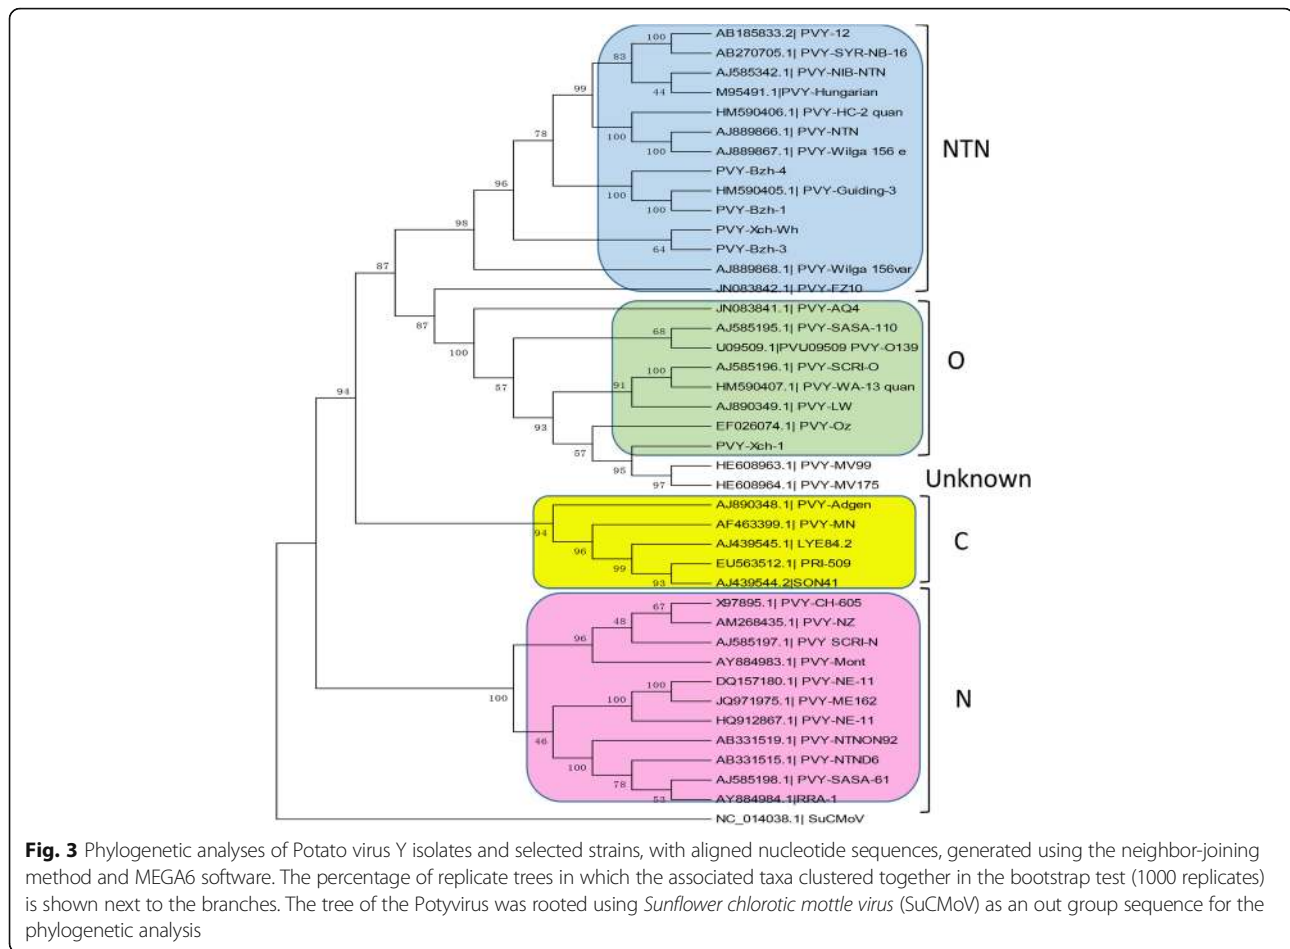 AB185833.2| PVY-12
100
AB270705.1| PVY-SYR-NB-16
83
AJ585342.1| PVY-NIB-NTN
44
M95491.1|PVY-Hungarian
99
HM590406.1| PVY-HC-2 quan
100
AJ889866.1| PVY-NTN
100
AJ889867.1| PVY-Wilga 156 e
78
PVY-Bzh-4
100
HM590405.1| PVY-Guiding-3
100
PVY-Bzh-1
96
PVY-Xch-Wh
64
PVY-Bzh-3
98
AJ889868.1| PVY-Wilga 156var
87
JN083842.1| PVY-FZ10
NTN
87
JN083841.1| PVY-AQ4
100
AJ585195.1| PVY-SASA-110
68
U09509.1|PVU09509 PVY-O139
57
AJ585196.1| PVY-SCRI-O
100
HM590407.1| PVY-WA-13 quan
91
AJ890349.1| PVY-LW
93
EF026074.1| PVY-Oz
57
PVY-Xch-1
O
95
HE608963.1| PVY-MV99
97
HE608964.1| PVY-MV175
Unknown
94
AJ890348.1| PVY-Adgen
94
AF463399.1| PVY-MN
96
AJ439545.1| LYE84.2
99
EU563512.1| PRI-509
93
AJ439544.2|SON41
C
X97895.1| PVY-CH-605
67
AM268435.1| PVY-NZ
48
AJ585197.1| PVY SCRI-N
96
AY884983.1| PVY-Mont
100
DQ157180.1| PVY-NE-11
100
JQ971975.1| PVY-ME162
100
HQ912867.1| PVY-NE-11
46
AB331519.1| PVY-NTNON92
100
AB331515.1| PVY-NTND6
78
AJ585198.1| PVY-SASA-61
53
AY884984.1|RRA-1
N
NC_014038.1| SuCMoV
Fig. 3 Phylogenetic analyses of Potato virus Y isolates and selected strains, with aligned nucleotide sequences, generated using the neighbor-joining
method and MEGA6 software. The percentage of replicate trees in which the associated taxa clustered together in the bootstrap test (1000 replicates)
is shown next to the branches. The tree of the Potyvirus was rooted using Sunflower chlorotic mottle virus (SuCMoV) as an out group sequence for the
phylogenetic analysis